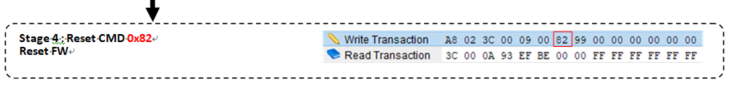 Stage 4 : Reset CMD 0x82
Reset FW
Write Transaction A8 02 3C 00 09 00 82 99 00 00 00 00 00 00
Read Transaction 3C 00 0A 93 EF BE 00 00 FF FF FF FF FF FF